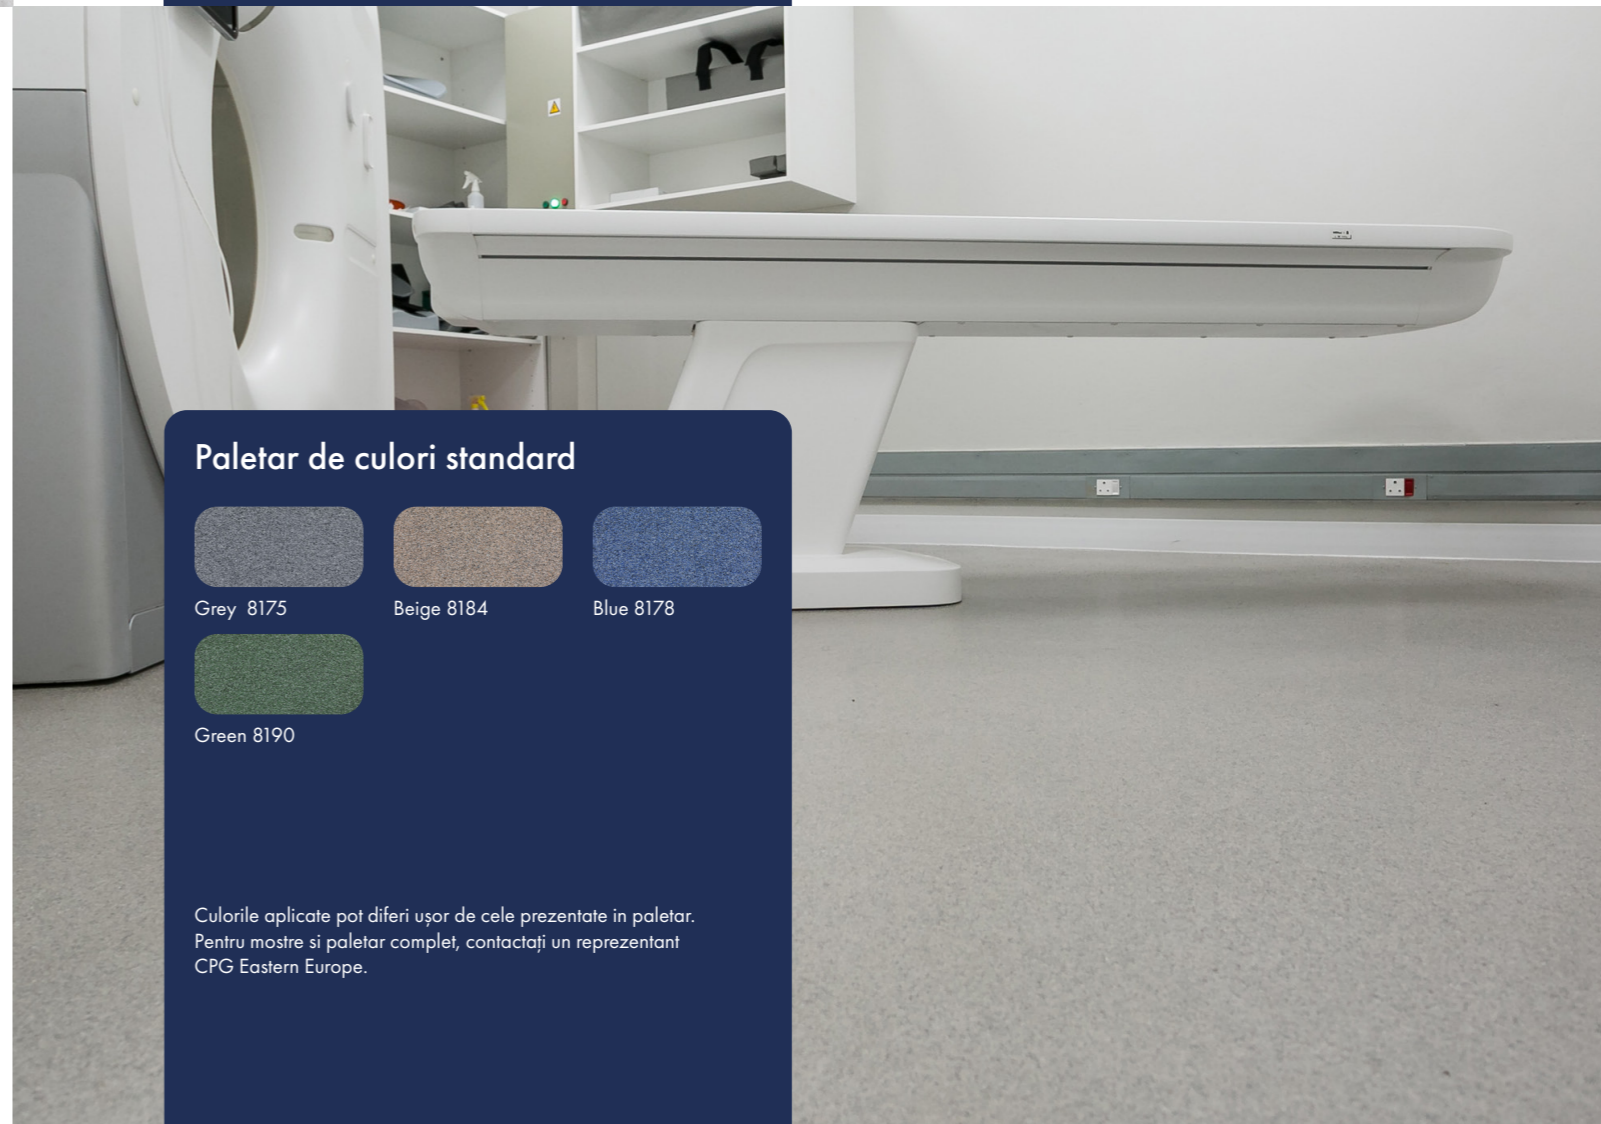 Paletar de culori standard
Grey  8175
Beige 8184
Blue 8178
Green 8190
Culorile aplicate pot diferi ușor de cele prezentate in paletar.
Pentru mostre si paletar complet, contactați un reprezentant
CPG Eastern Europe.